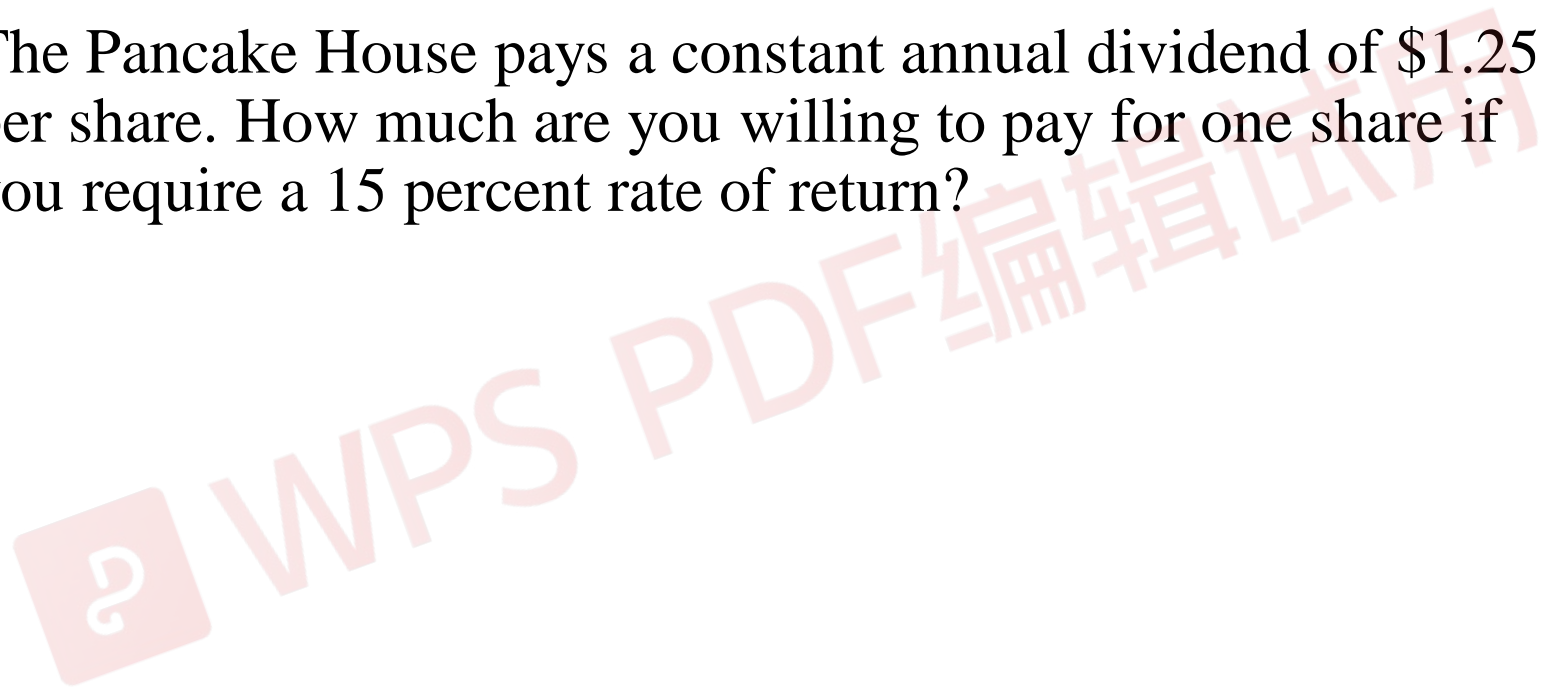 The Pancake House pays a constant annual dividend of $1.25
er share. How much are you willing to pay for one share if
ou require a 15 percent rate of return?
WPS PDF编辑试用